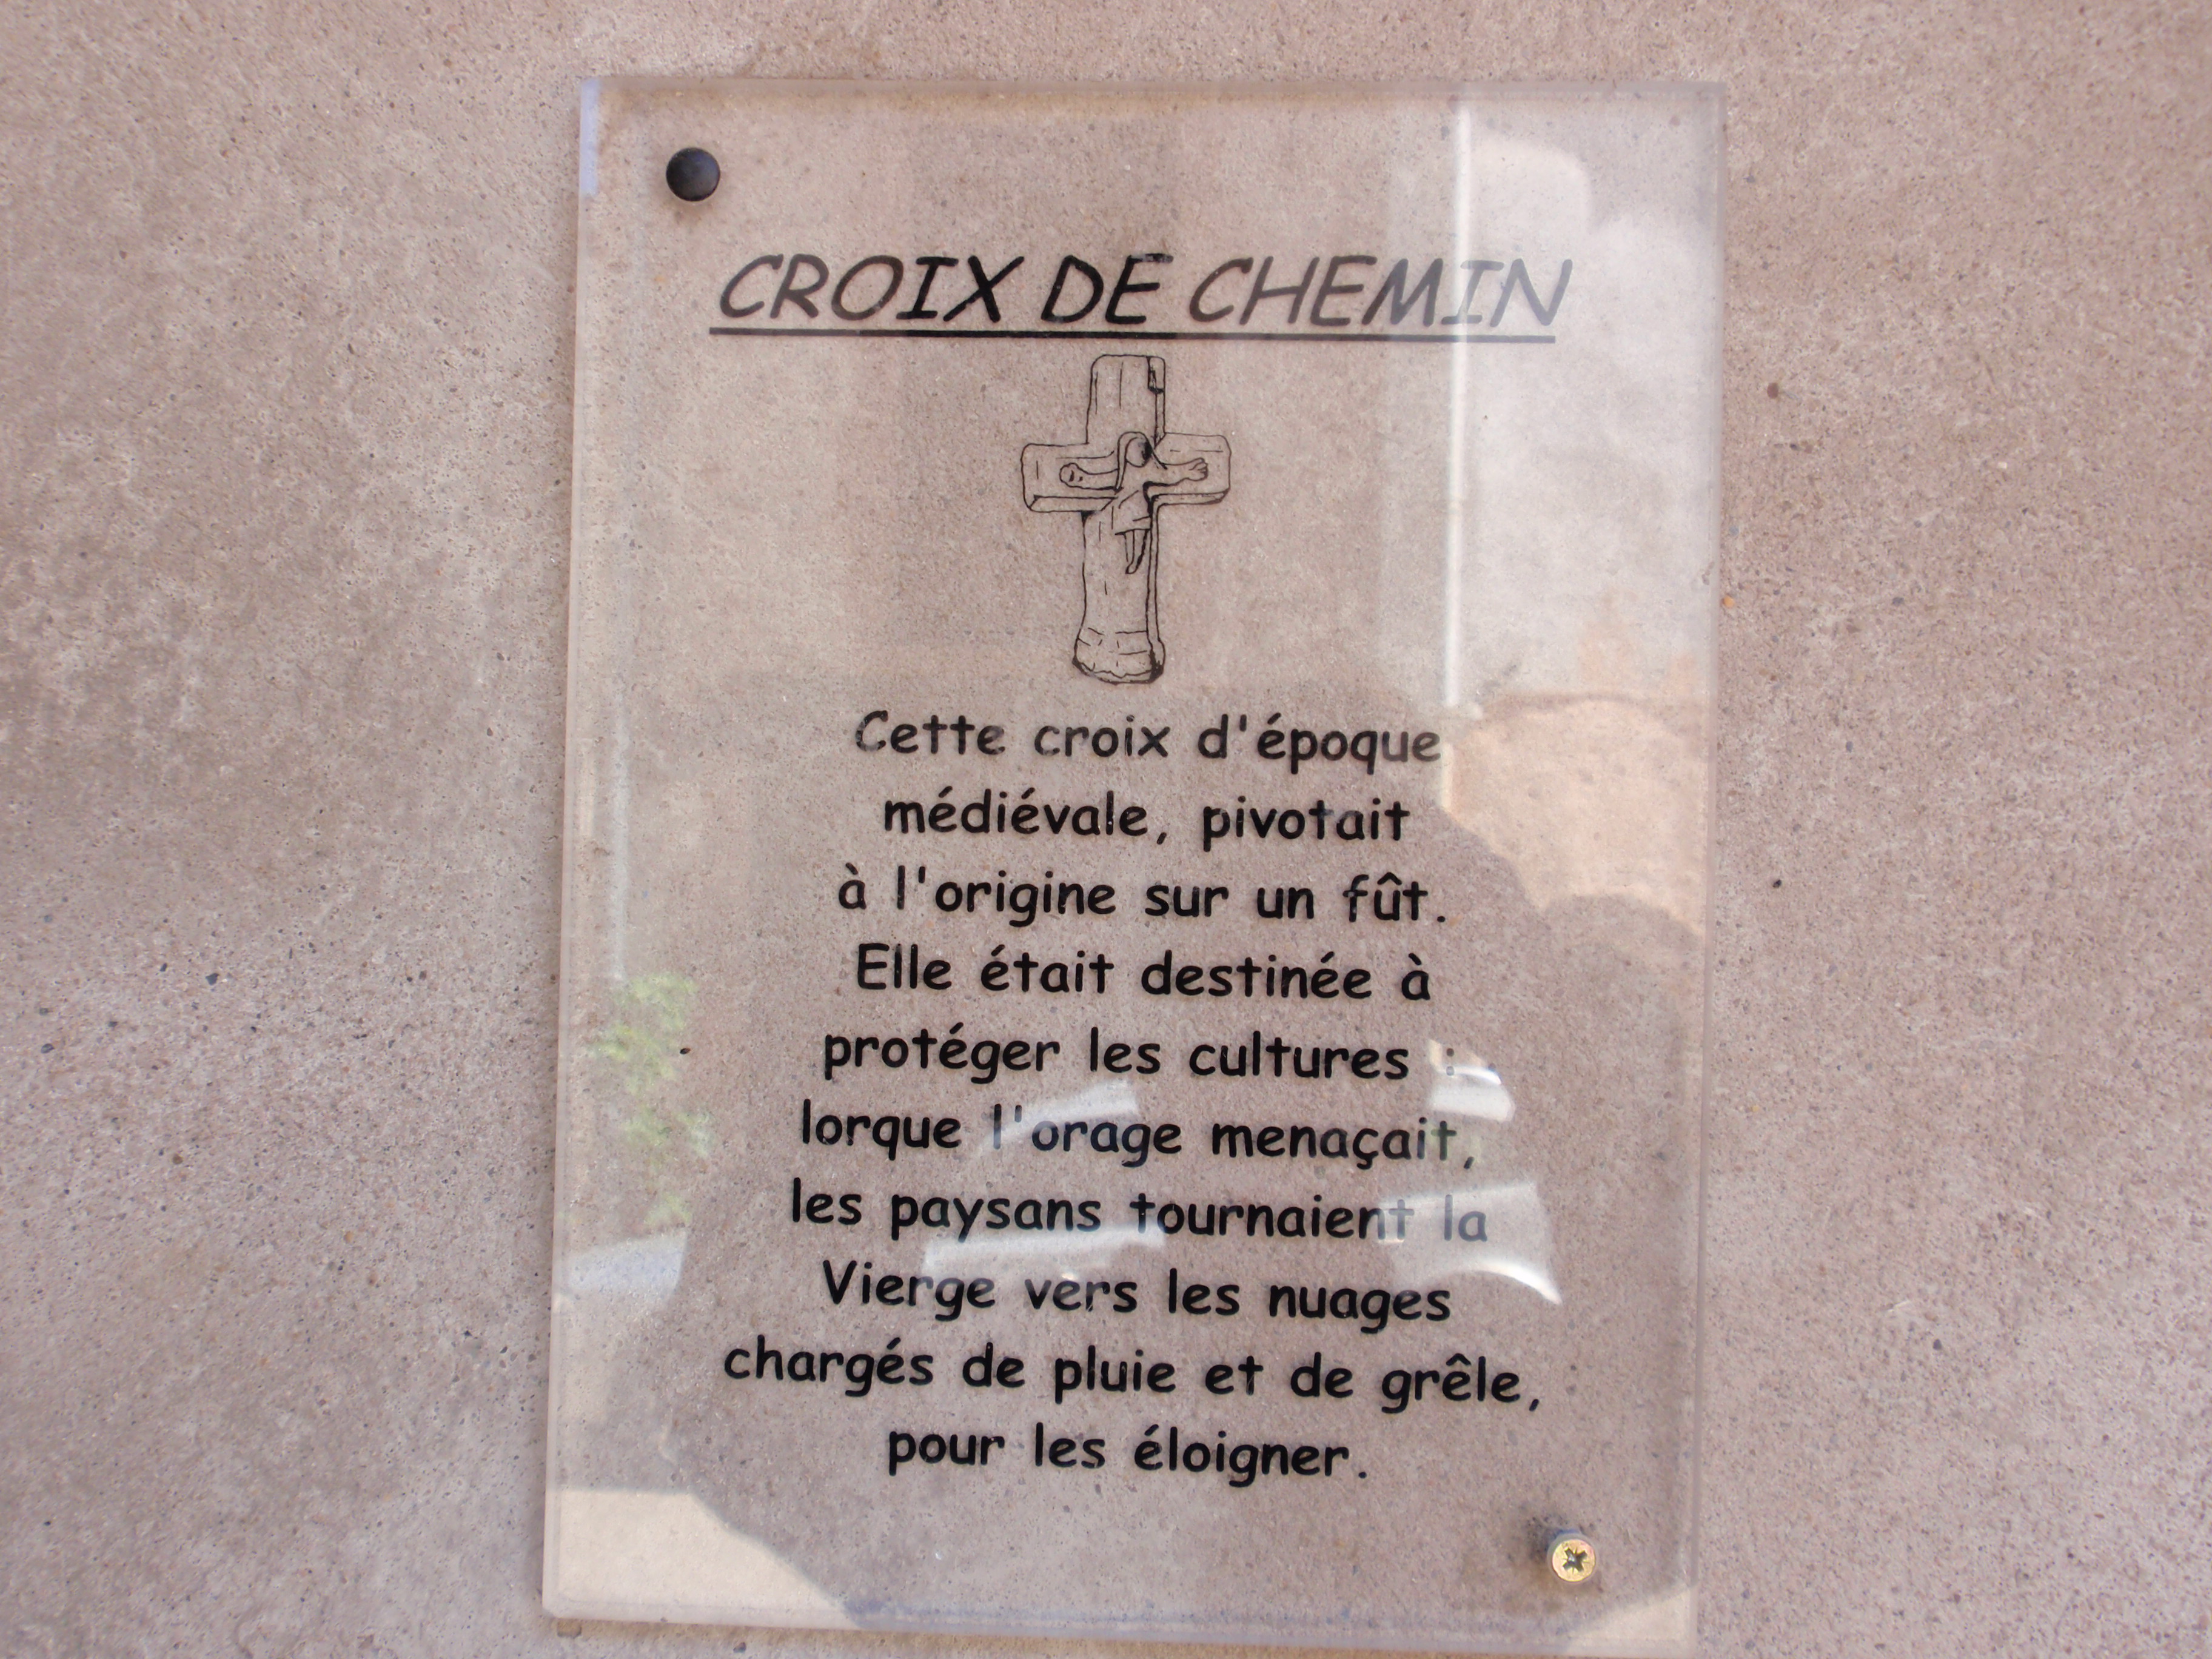 CROIX DE CHEMIN
Cette croix d'époque
médiévale, pivotait
à l'origine sur un fût.
Elle était destinée à
protéger les cultures :
lorque l'orage menaçait,
les paysans tournaient la
Vierge vers les nuages
chargés de pluie et de grêle,
pour les éloigner.